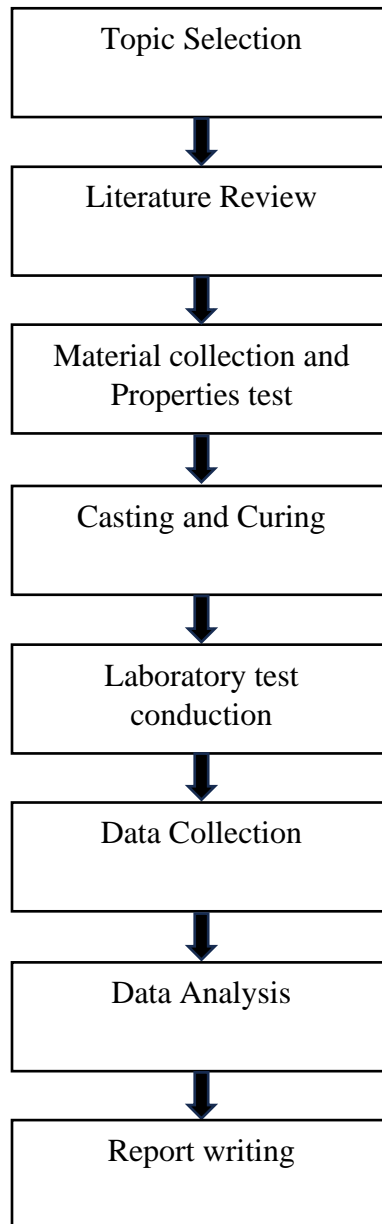 Topic Selection
Literature Review
Material collection and
Properties test
Casting and Curing
Laboratory test
conduction
Data Collection
Data Analysis
Report writing